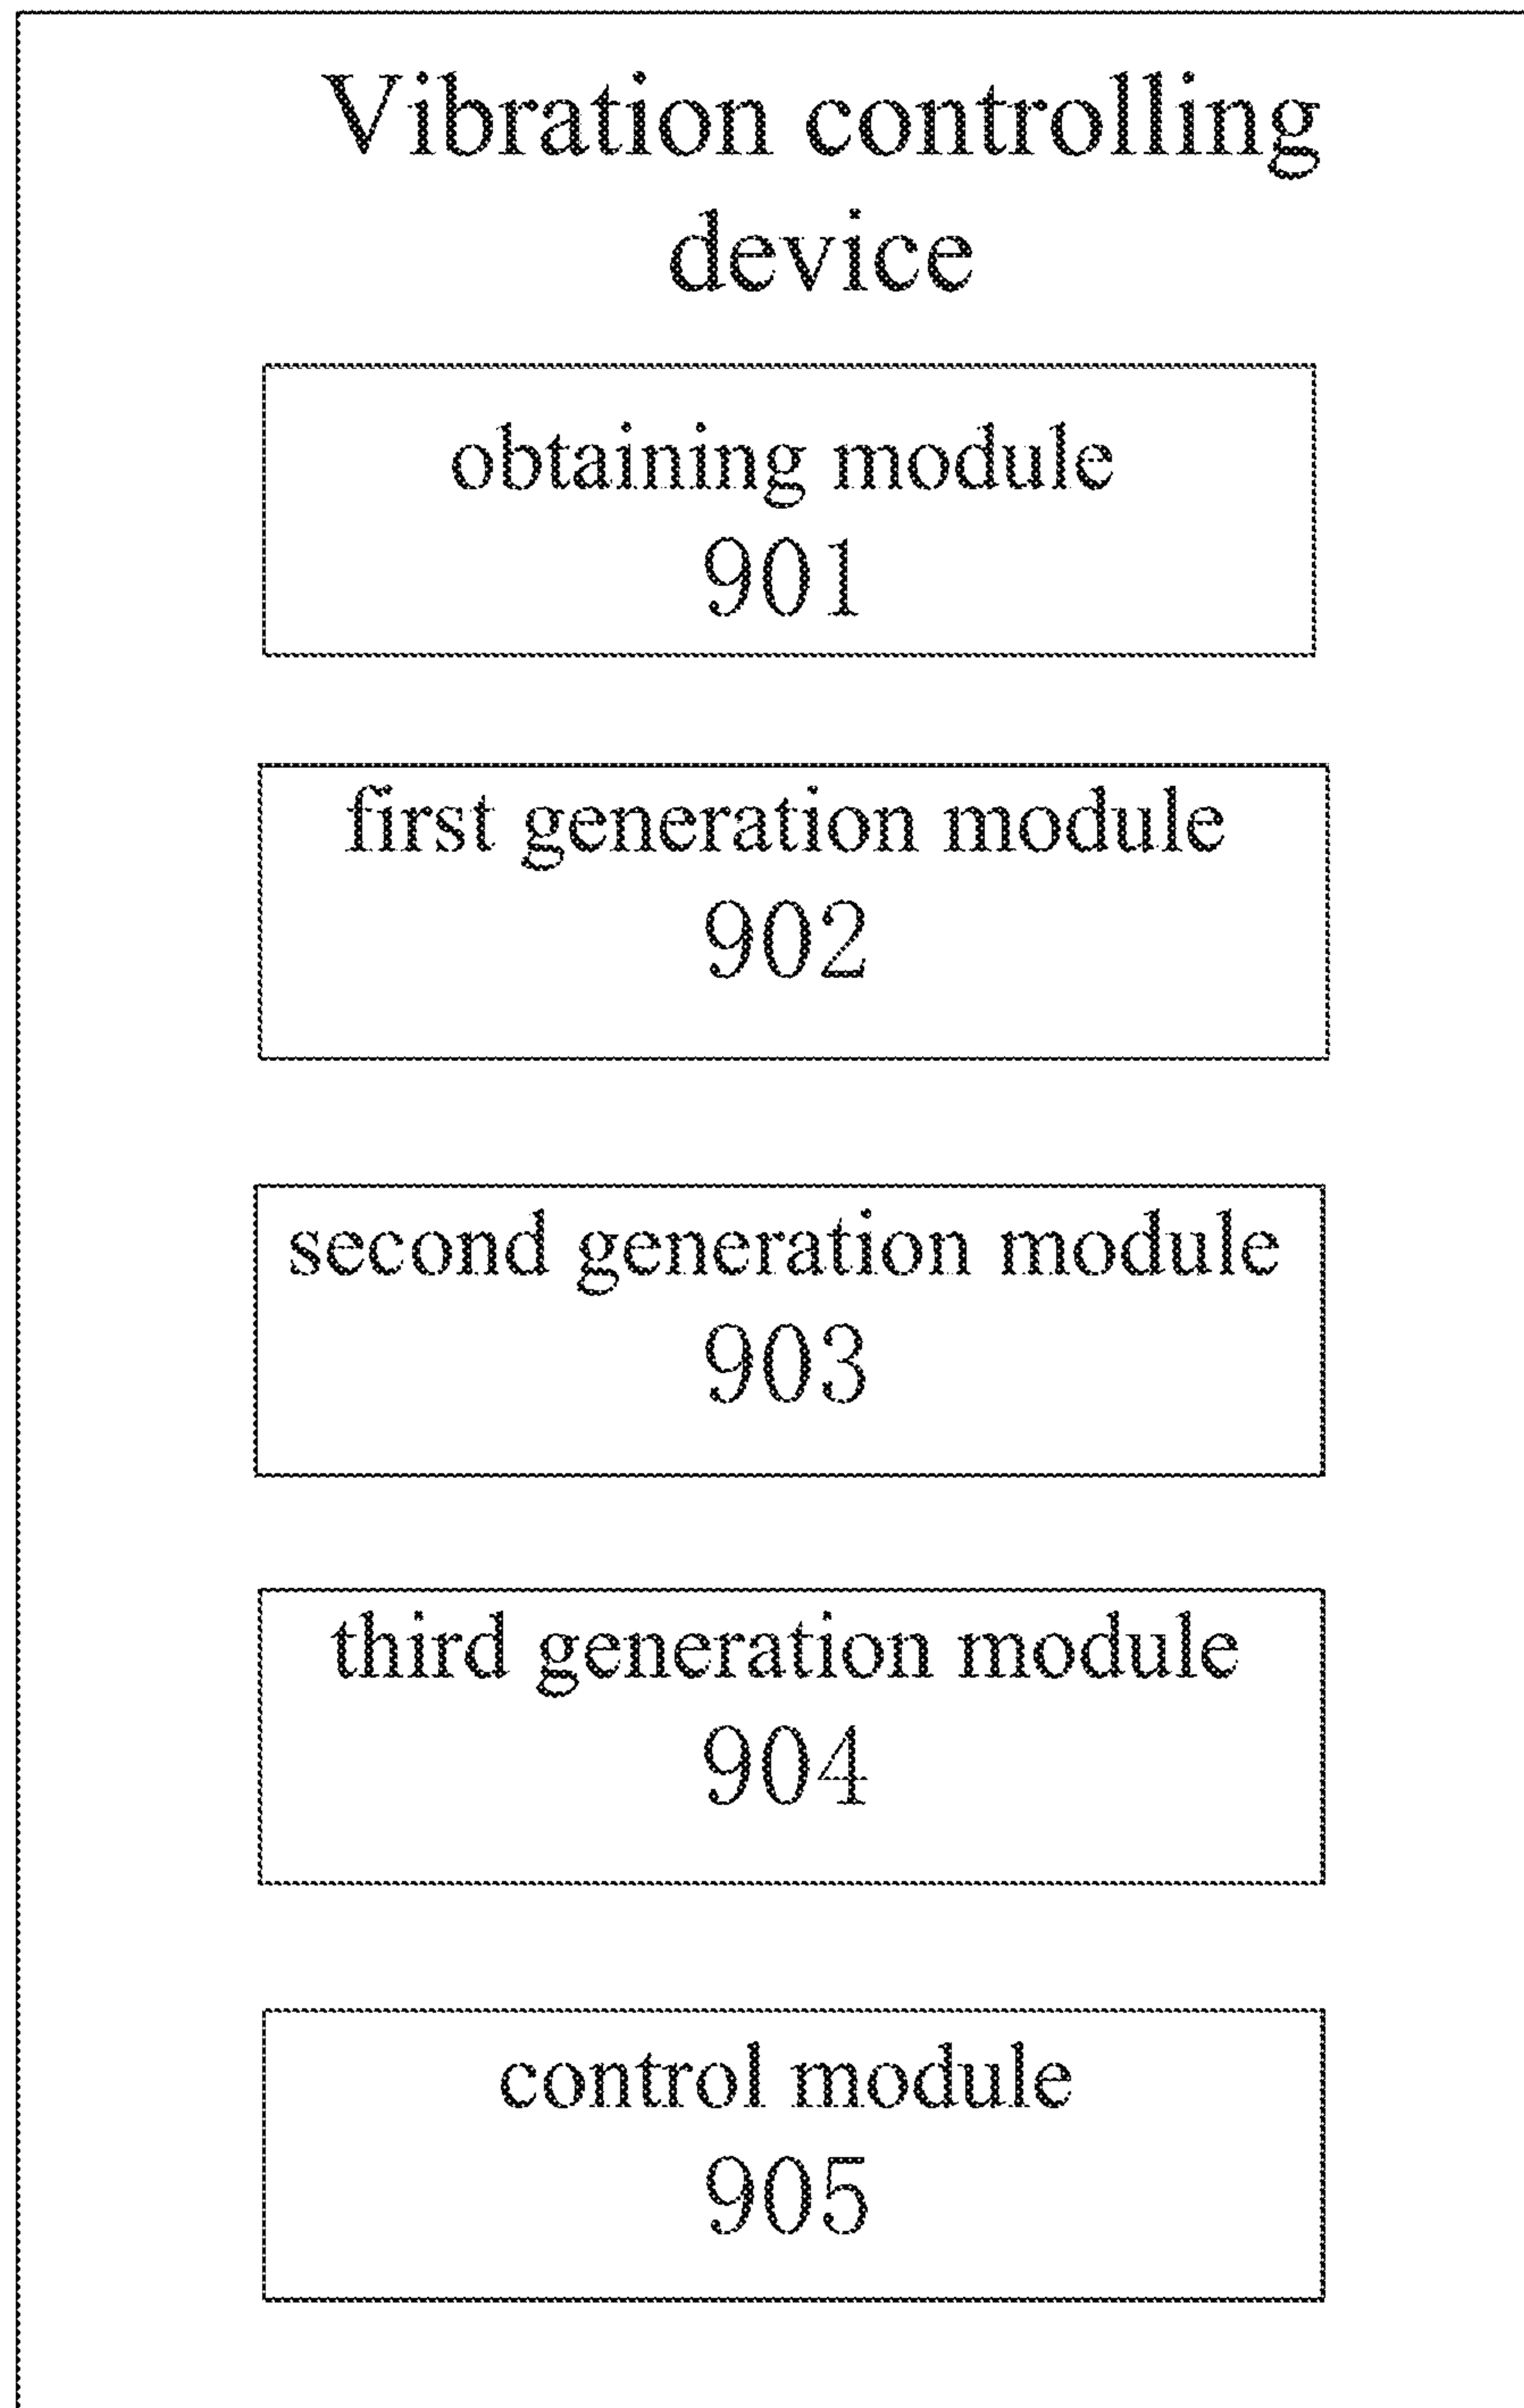 Vibration controlling
device
obtaining module
901
first generation module
902
second generation module
903
third generation module
904
control module
905